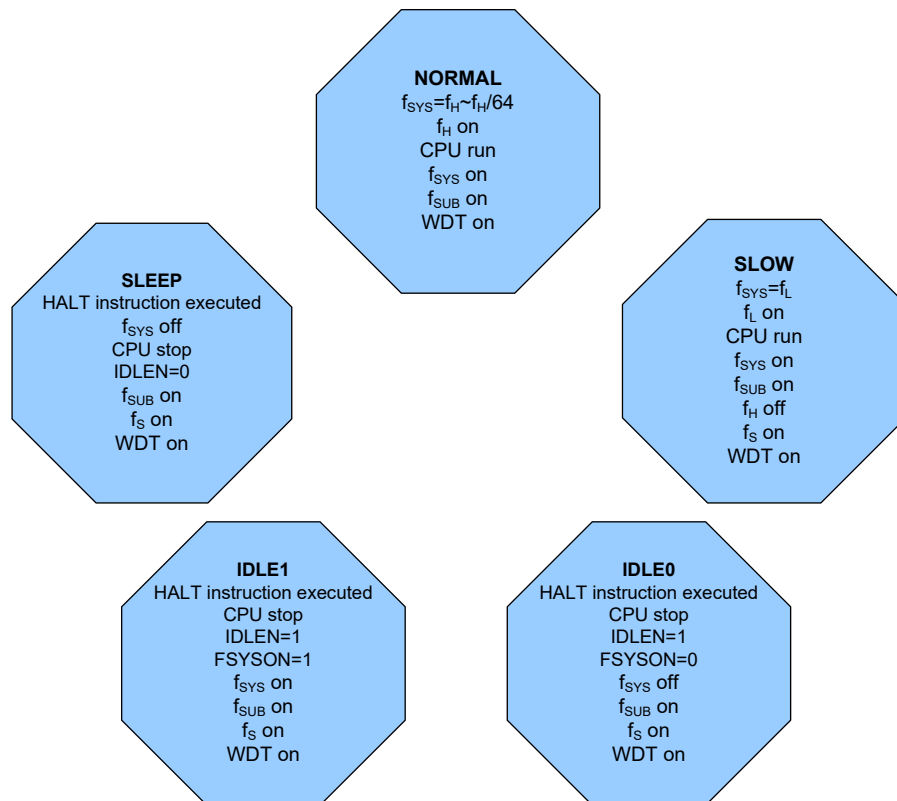 NORMAL
fSYS=fH~fH/64
fH on
CPU run
fSYS on
fSUB on
WDT on
SLEEP
HALT instruction executed
fSYS off
CPU stop
IDLEN=0
fSUB on
fS on
WDT on
SLOW
fSYS=fL
fL on
CPU run
fSYS on
fSUB on
fH off
fS on
WDT on
IDLE1
HALT instruction executed
CPU stop
IDLEN=1
FSYSON=1
fSYS on
fSUB on
fS on
WDT on
IDLE0
HALT instruction executed
CPU stop
IDLEN=1
FSYSON=0
fSYS off
fSUB on
fS on
WDT on